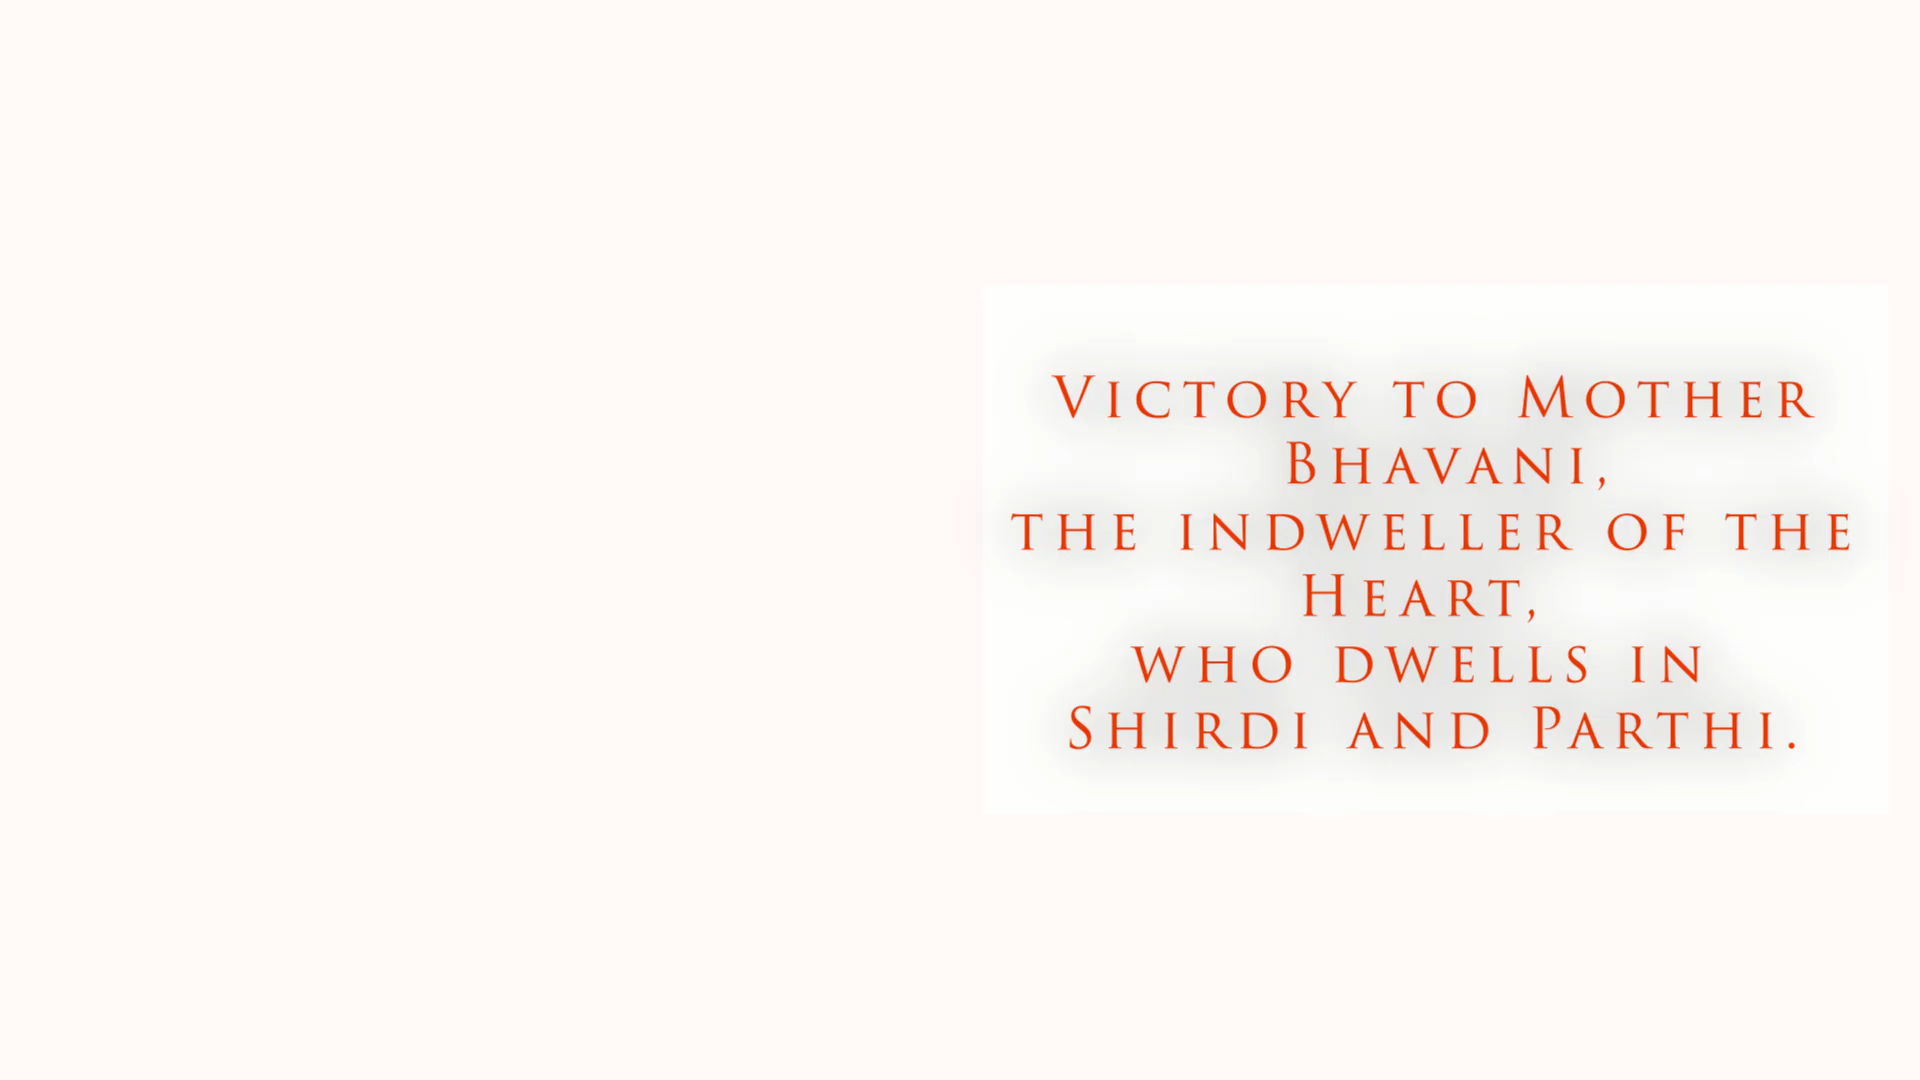 Victory to Mother
Bhavani,
the indweller of the
Heart,
who dwells in
Shirdi and Parthi.